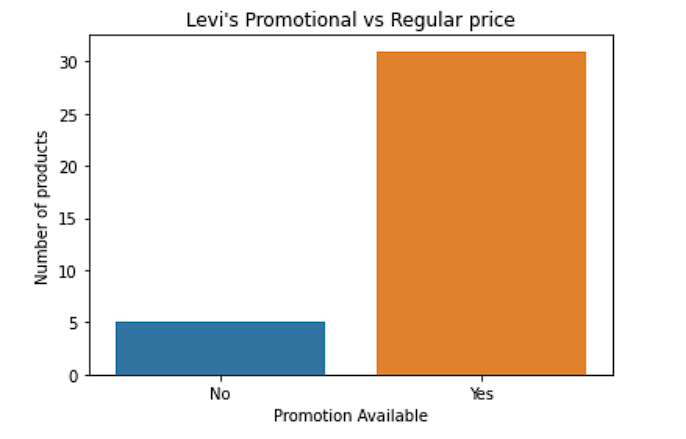 Levi's Promotional vs Regular price
Number of products
30
25
20
15
10
5
0
No Yes
Promotion Available